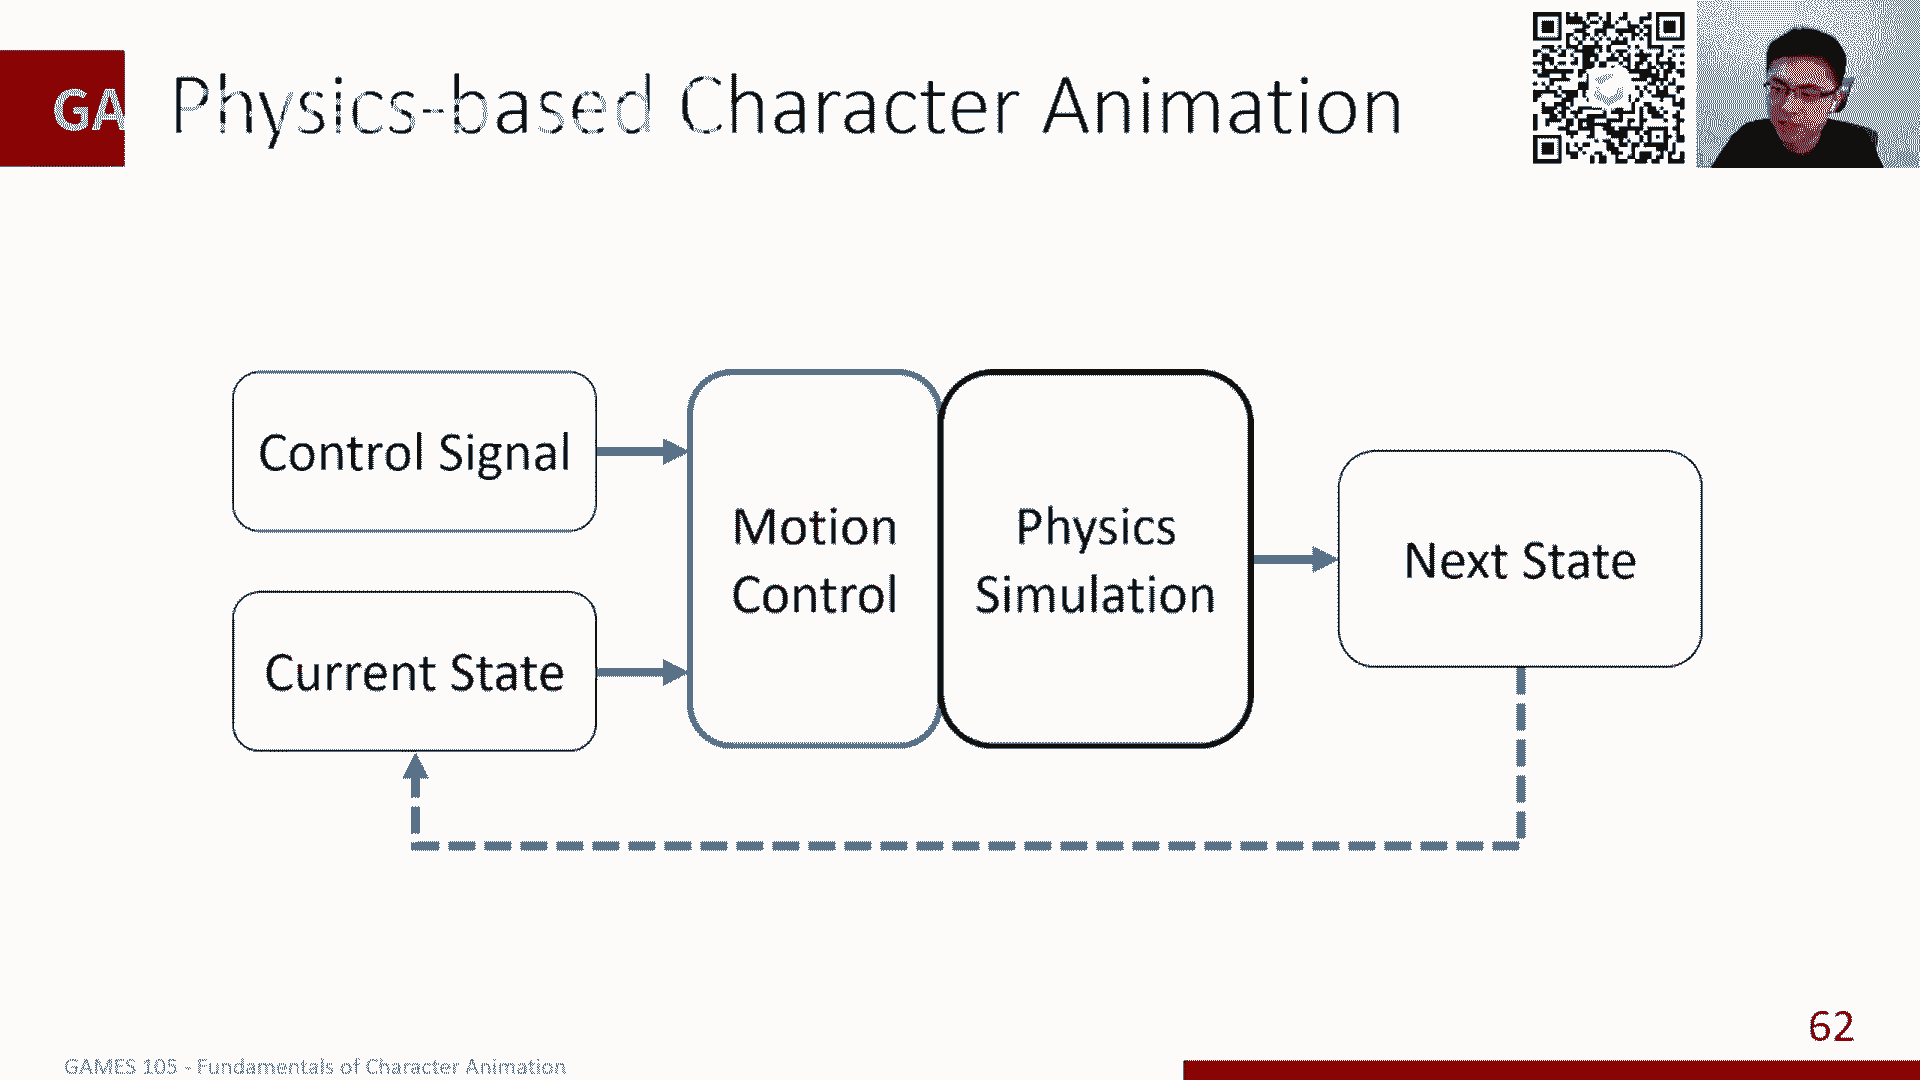 GA
Physics-based Character Animation
Control Signal
Current State
Motion
Control
Physics
Simulation
Next State
62
GAMES 105 - Fundamentals of Character Animation